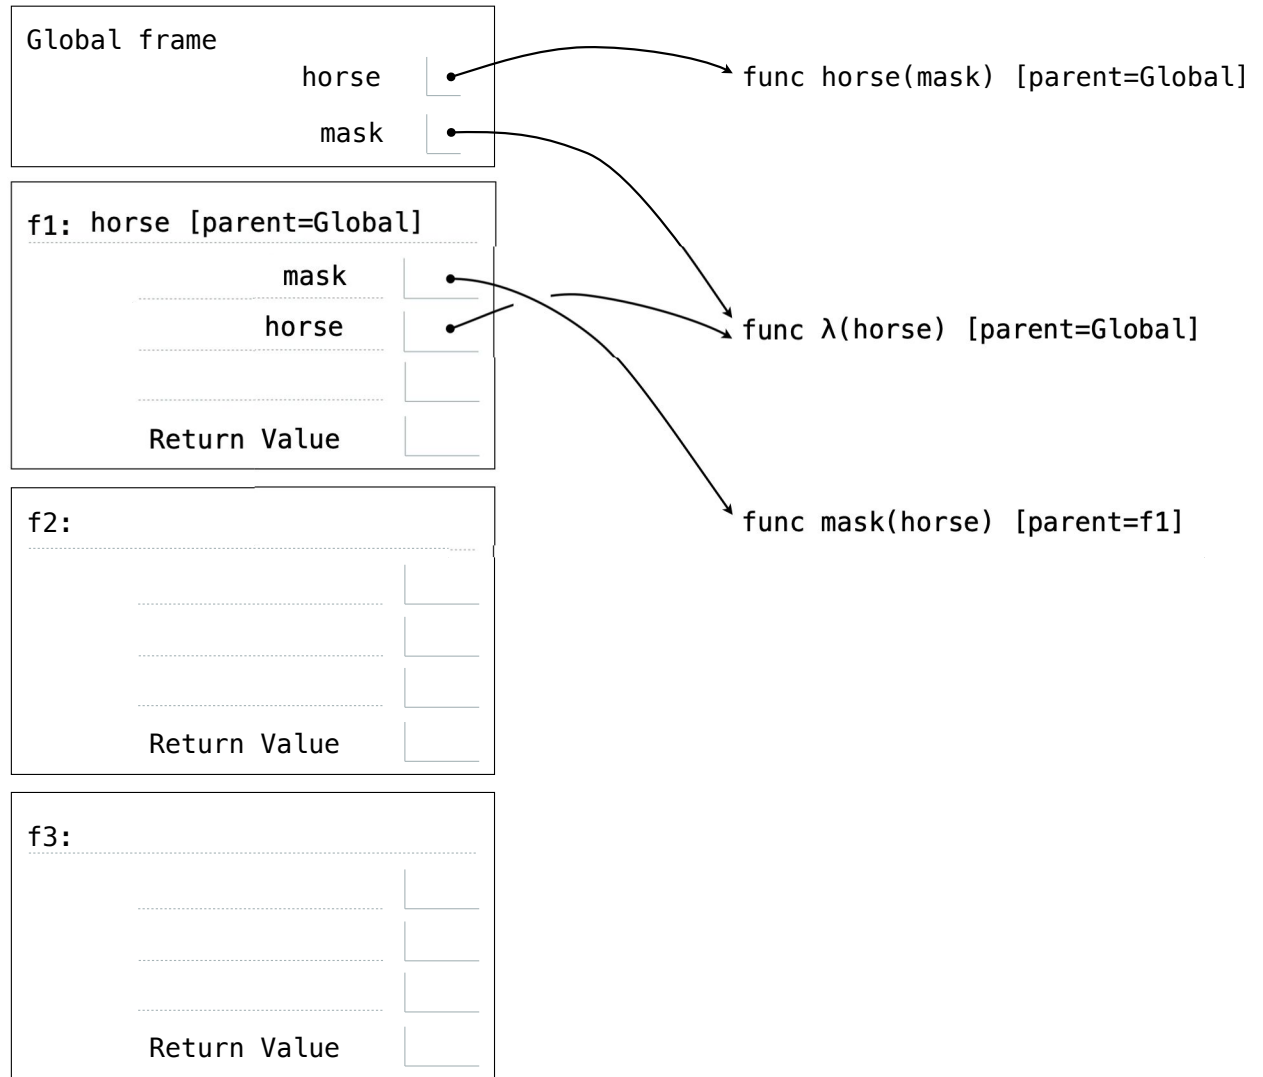 Global frame
horse
func horse(mask) [parent=Global]
mask
f1: horse [parent=Global]
mask
horse
func λ(horse) [parent=Global]
Return Value
f2:
func mask(horse) [parent=f1]
Return Value
f3:
Return Value